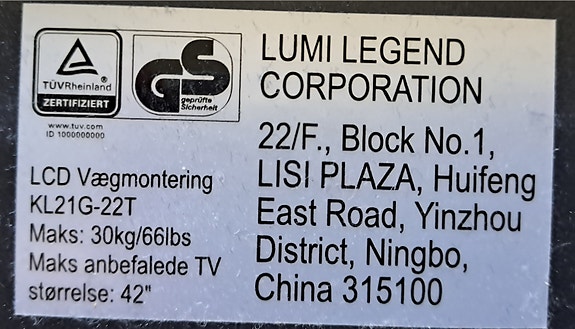 TÜVRheinland
ZERTIFIZIERT
www.tuv.com
ID 1000000000
GS
geprüfte
Sicherheit
LCD Vægmontering
KL21G-22T
Maks: 30kg/66lbs
Maks anbefalede TV
størrelse: 42"
LUMI LEGEND
CORPORATION
22/F., Block No.1,
LISI PLAZA, Huifeng
East Road, Yinzhou
District, Ningbo,
China 315100